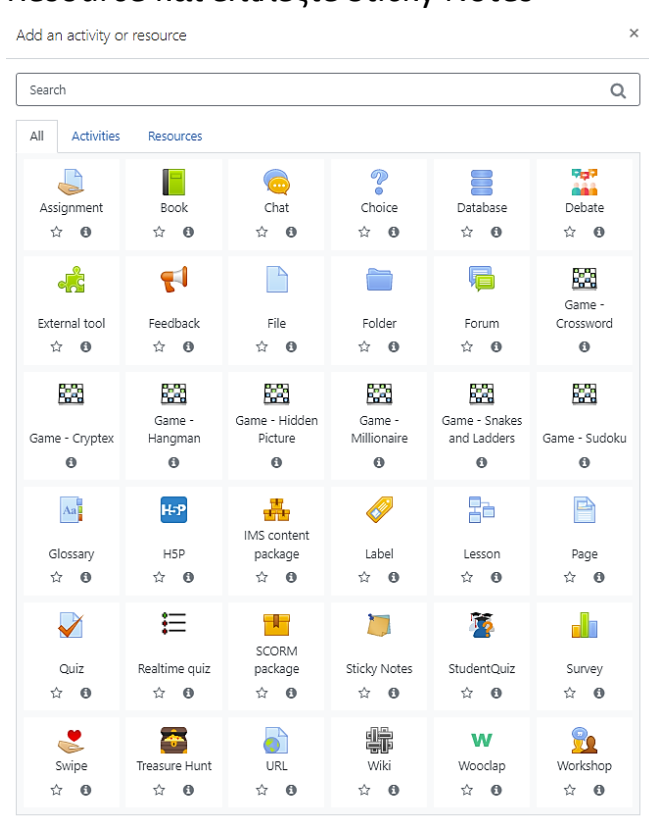 Resource και επιλέξτε Sticky Notes
Add an activity or resource ×
Search
All Activities Resources
Assignment Book Chat Choice Database Debate
External tool Feedback File Folder Forum Game - Crossword
Game - Cryptex Game - Hangman Game - Hidden Picture Game - Millionaire Game - Snakes and Ladders Game - Sudoku
Aa
H5P
Glossary H5P IMS content package Label Lesson Page
Quiz Realtime quiz SCORM package Sticky Notes StudentQuiz Survey
W
Swipe Treasure Hunt URL Wiki Wooclap Workshop